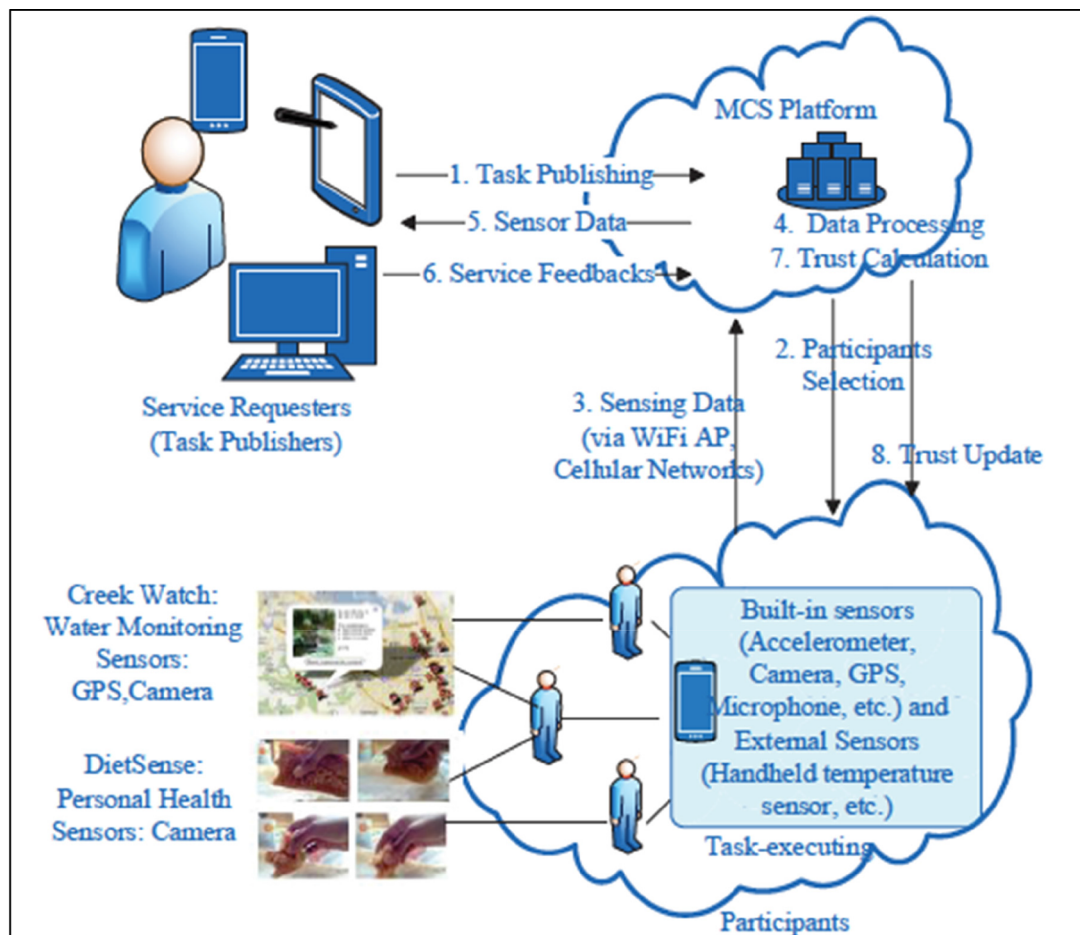 MCS Platform
1. Task Publishing
5. Sensor Data
4. Data Processing
6. Service Feedbacks
7. Trust Calculation
Service Requesters
(Task Publishers)
2. Participants
Selection
3. Sensing Data
(via WiFi AP,
Cellular Networks)
8. Trust Update
Creek Watch:
Water Monitoring
Sensors:
GPS,Camera
DietSense:
Personal Health
Sensors: Camera
Built-in sensors
(Accelerometer,
Camera, GPS,
Microphone, etc.) and
External Sensors
(Handheld temperature
sensor, etc.)
Task-executing
Participants